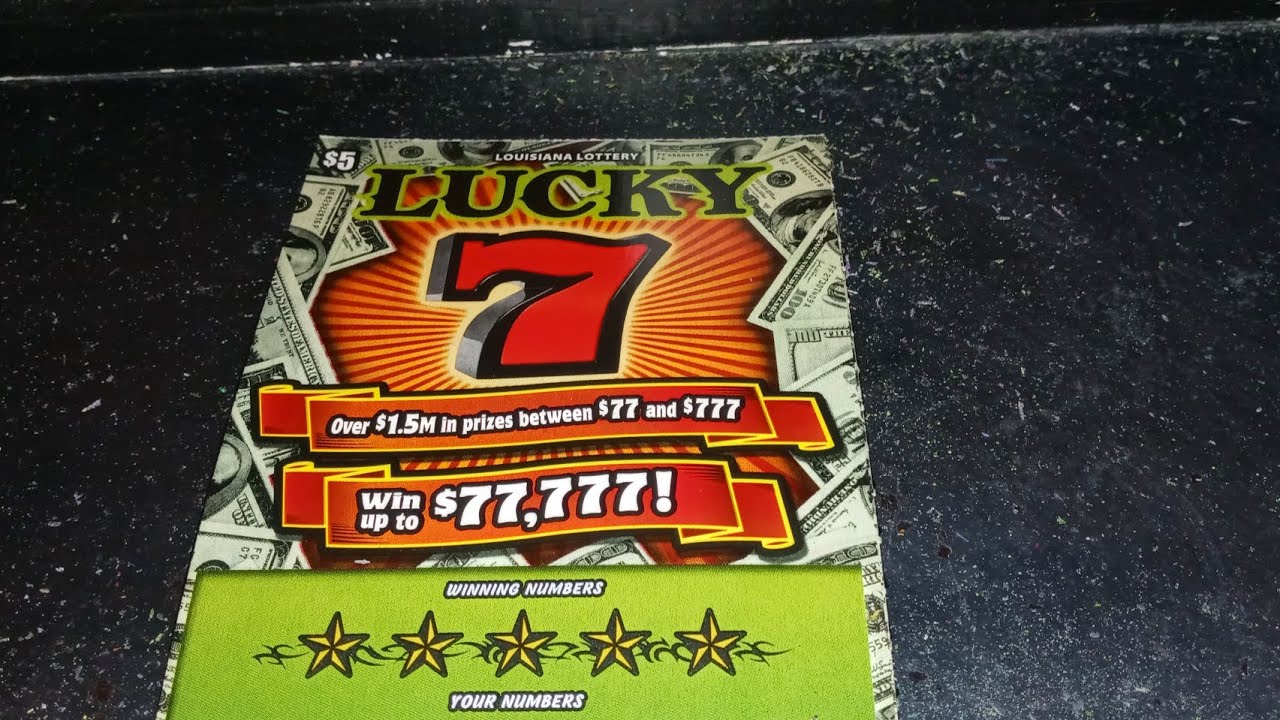 $5
LOUISIANA LOTTERY
LUCKY
7
Over $1.5M in prizes between $77 and $777
Win up to $77,777!
WINNING NUMBERS
YOUR NUMBERS